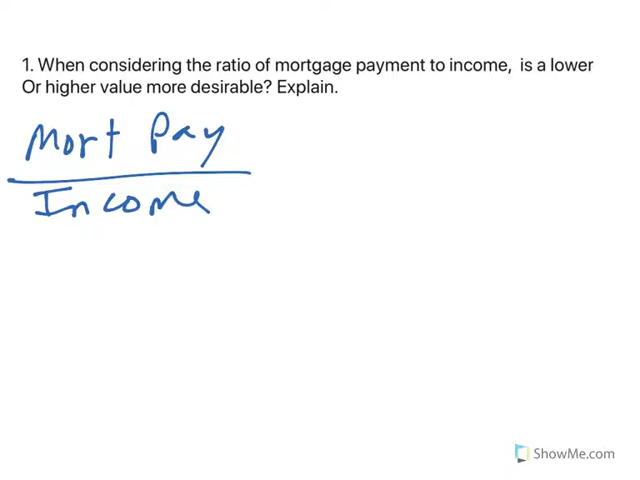 1. When considering the ratio of mortgage payment to income, is a lower
Or higher value more desirable? Explain.
Mort Pay
Income
ShowMe.com